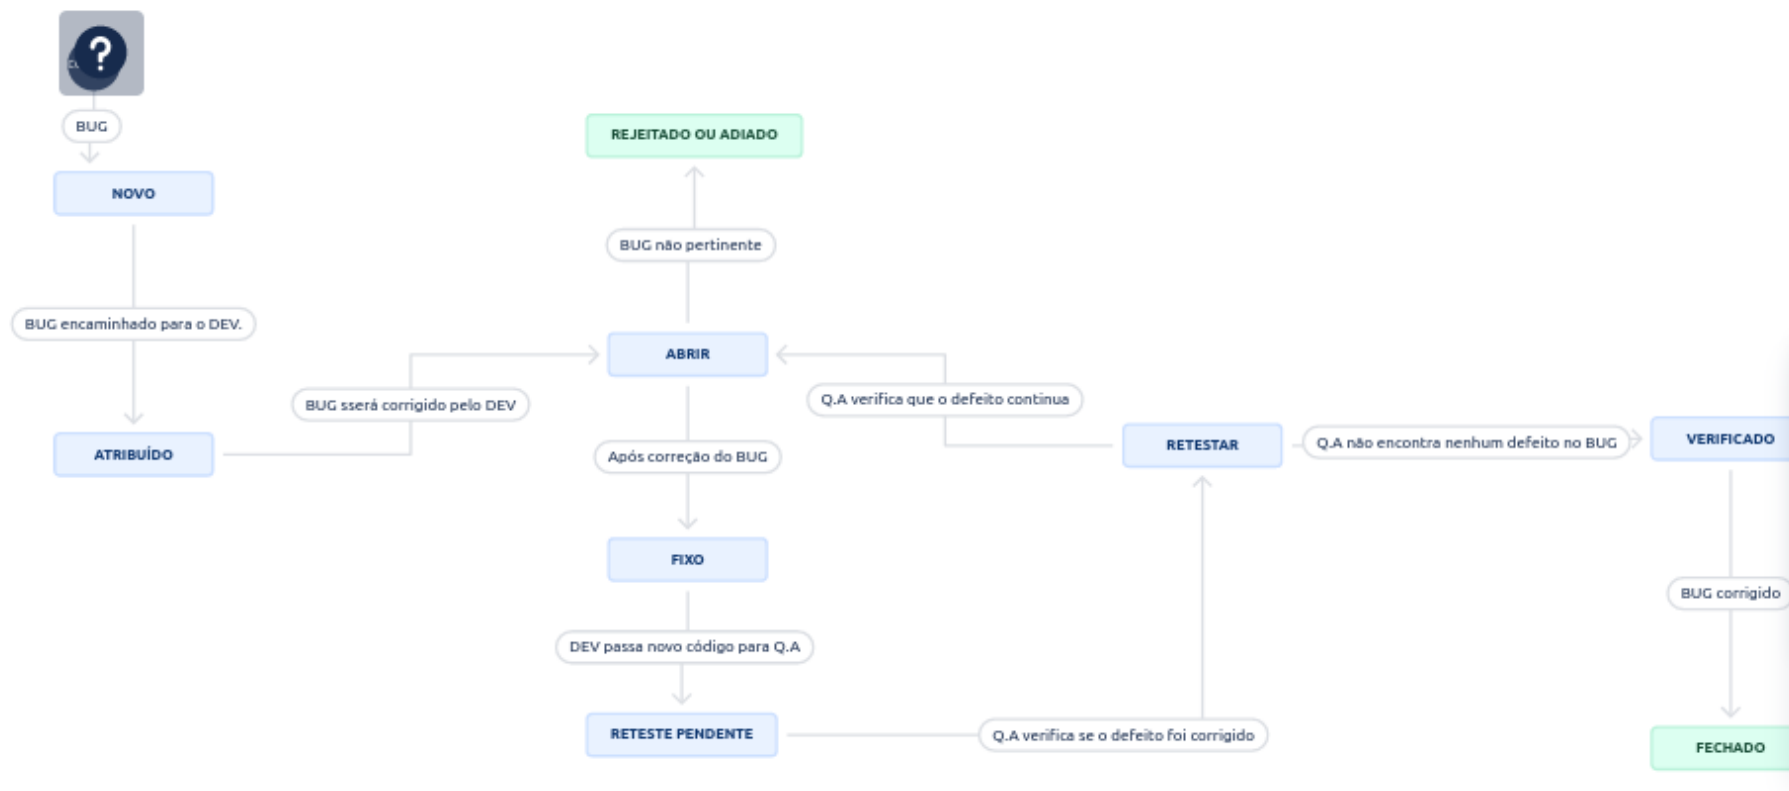 ?
BUG
NOVO
BUG encaminhado para o DEV.
ATRIBUÍDO
BUG sserá corrigido pelo DEV
REJEITADO OU ADIADO
BUG não pertinente
ABRIR
Após correção do BUG
FIXO
DEV passa novo código para Q.A
RETESTE PENDENTE
Q.A verifica se o defeito foi corrigido
Q.A verifica que o defeito continua
RETESTAR
Q.A não encontra nenhum defeito no BUG
VERIFICADO
BUG corrigido
FECHADO